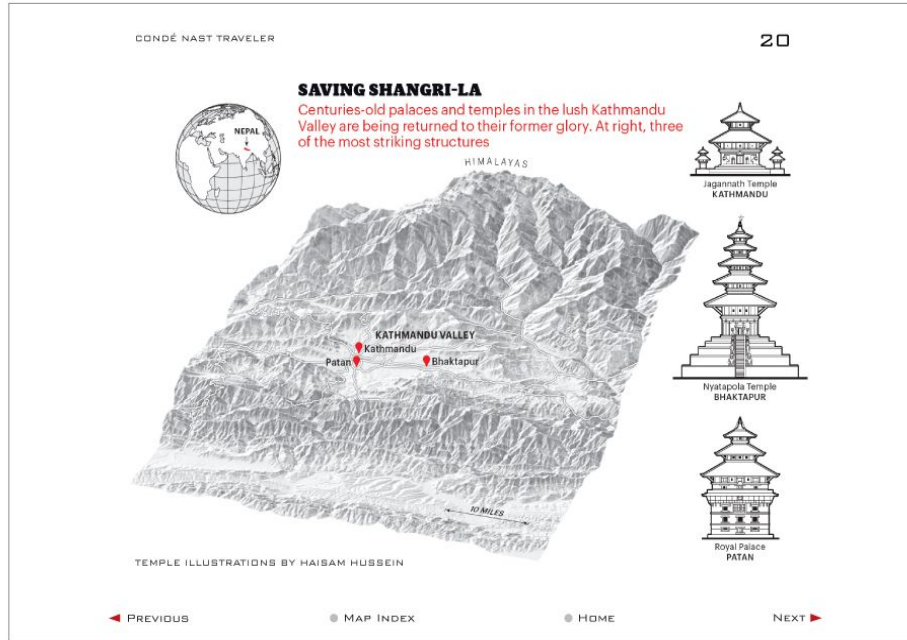 CONDÉ NAST TRAVELER
20
SAVING SHANGRI-LA
Centuries-old palaces and temples in the lush Kathmandu
Valley are being returned to their former glory. At right, three
of the most striking structures
NEPAL
HIMALAYAS
Jagannath Temple
KATHMANDU
KATHMANDU VALLEY
Kathmandu
Patan
Bhaktapur
Nyatapola Temple
BHAKTAPUR
10 MILES
Royal Palace
PATAN
TEMPLE ILLUSTRATIONS BY HAISAM HUSSEIN
PREVIOUS
MAP INDEX
HOME
NEXT